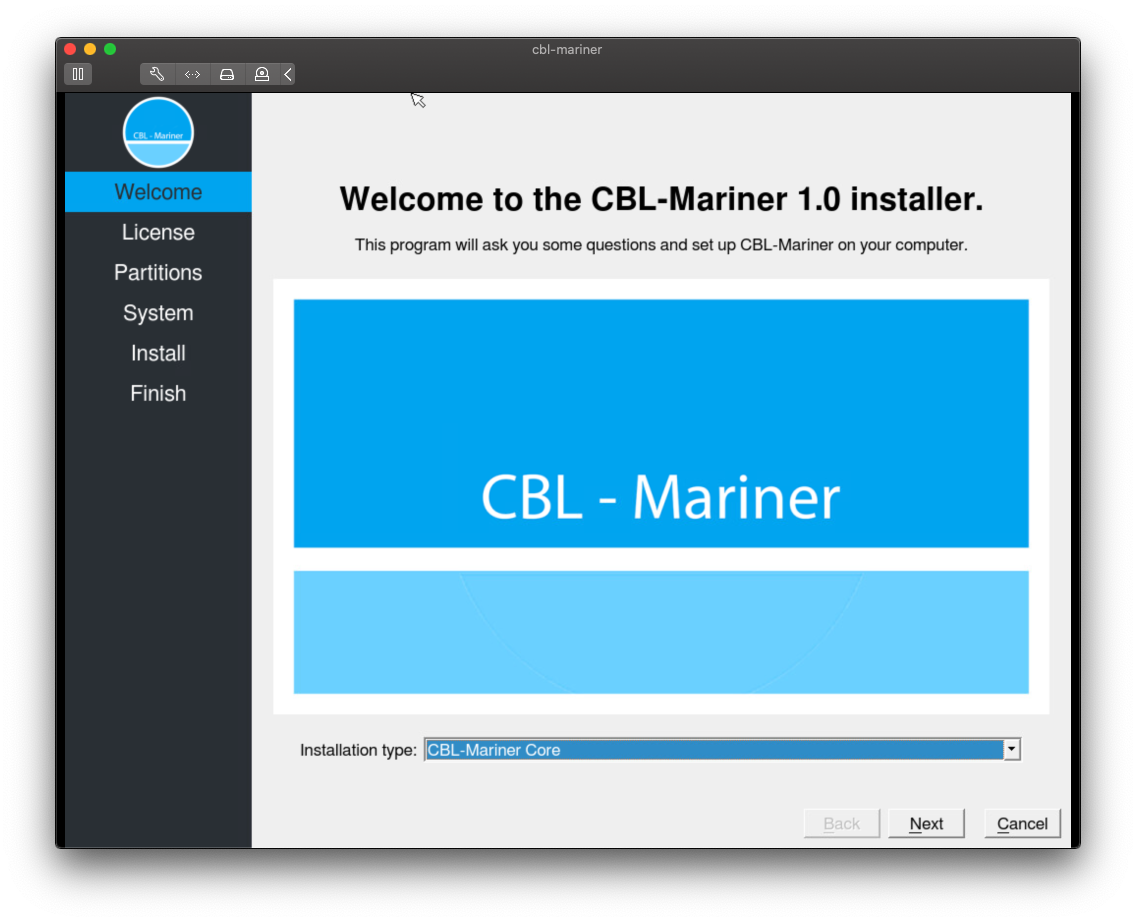 cbl-mariner
CBL - Mariner
Welcome
License
Partitions
System
Install
Finish
Welcome to the CBL-Mariner 1.0 installer.
This program will ask you some questions and set up CBL-Mariner on your computer.
CBL - Mariner
Installation type: CBL-Mariner Core
Back Next Cancel